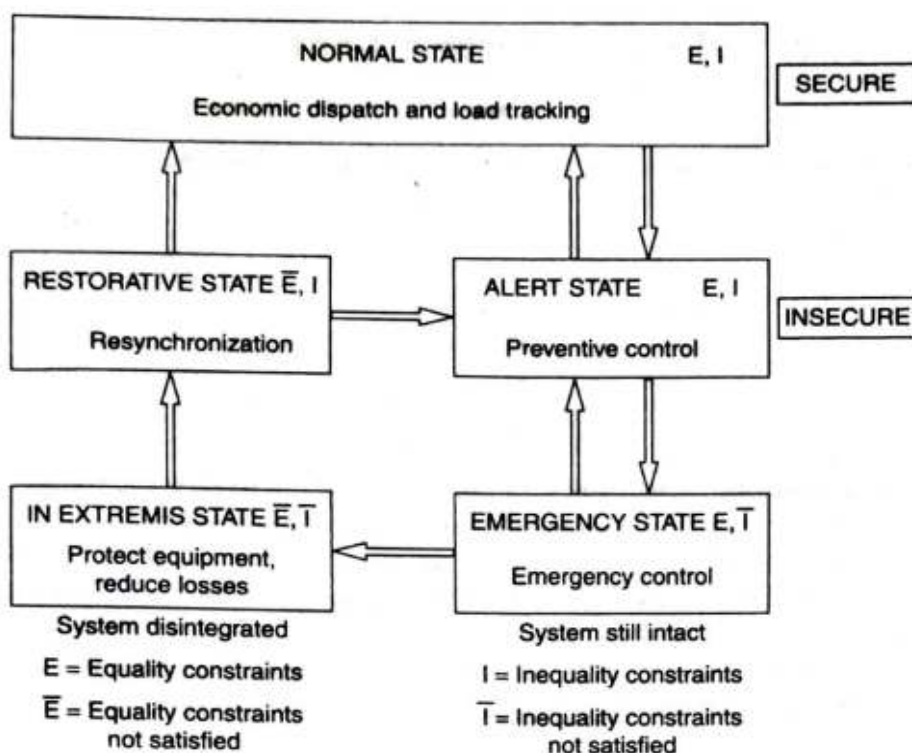 NORMAL STATE E, I
Economic dispatch and load tracking
SECURE
RESTORATIVE STATE E̅, I
Resynchronization
ALERT STATE E, I
Preventive control
INSECURE
IN EXTREMIS STATE E̅, I̅
Protect equipment,
reduce losses
EMERGENCY STATE E, I̅
Emergency control
System disintegrated
E = Equality constraints
E̅ = Equality constraints
not satisfied
System still intact
I = Inequality constraints
I̅ = Inequality constraints
not satisfied